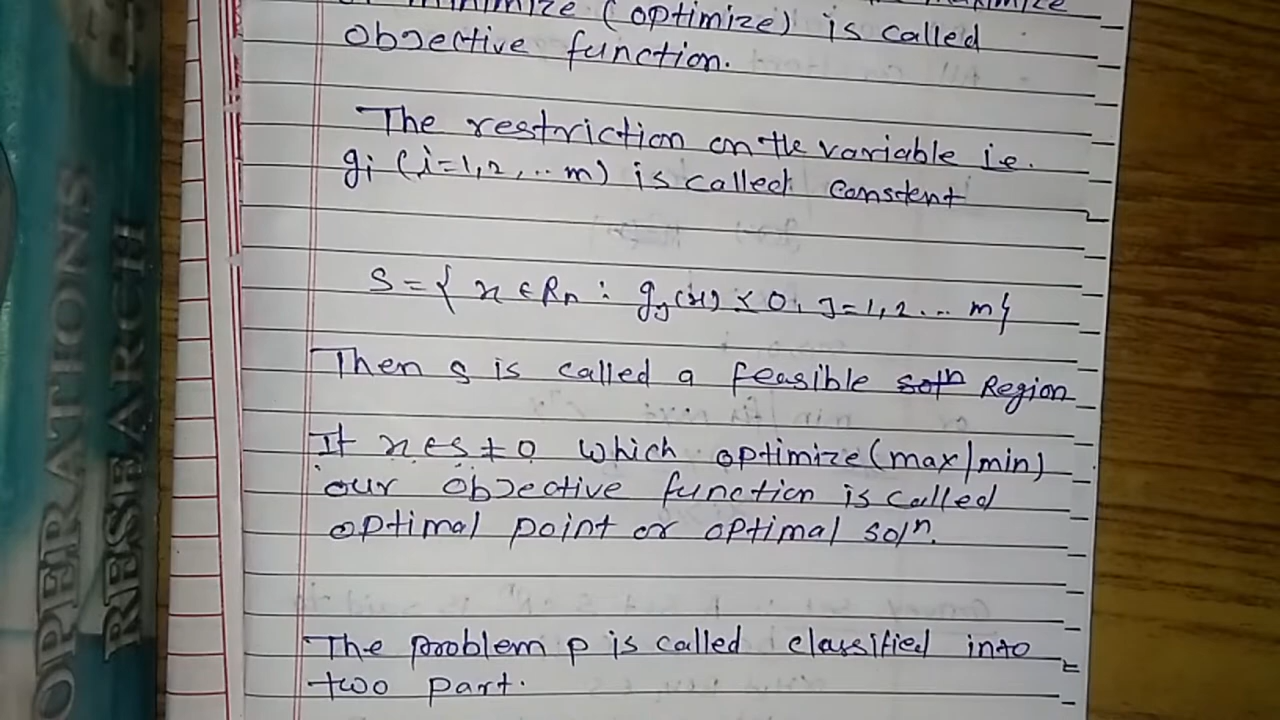 minimize (optimize) is called
objective function.
The restriction on the variable i.e.
gi (i=1,2,.. m) is called constent
S = { x ∈ Rn : gj(x) < 0, j=1,2... m}
Then S is called a feasible soln Region
If x ∈ S ≠ 0 which optimize (max/min)
our objective function is called
optimal point or optimal soln.
The problem p is called classified into
two part.
OPERATIONS
RESEARCH